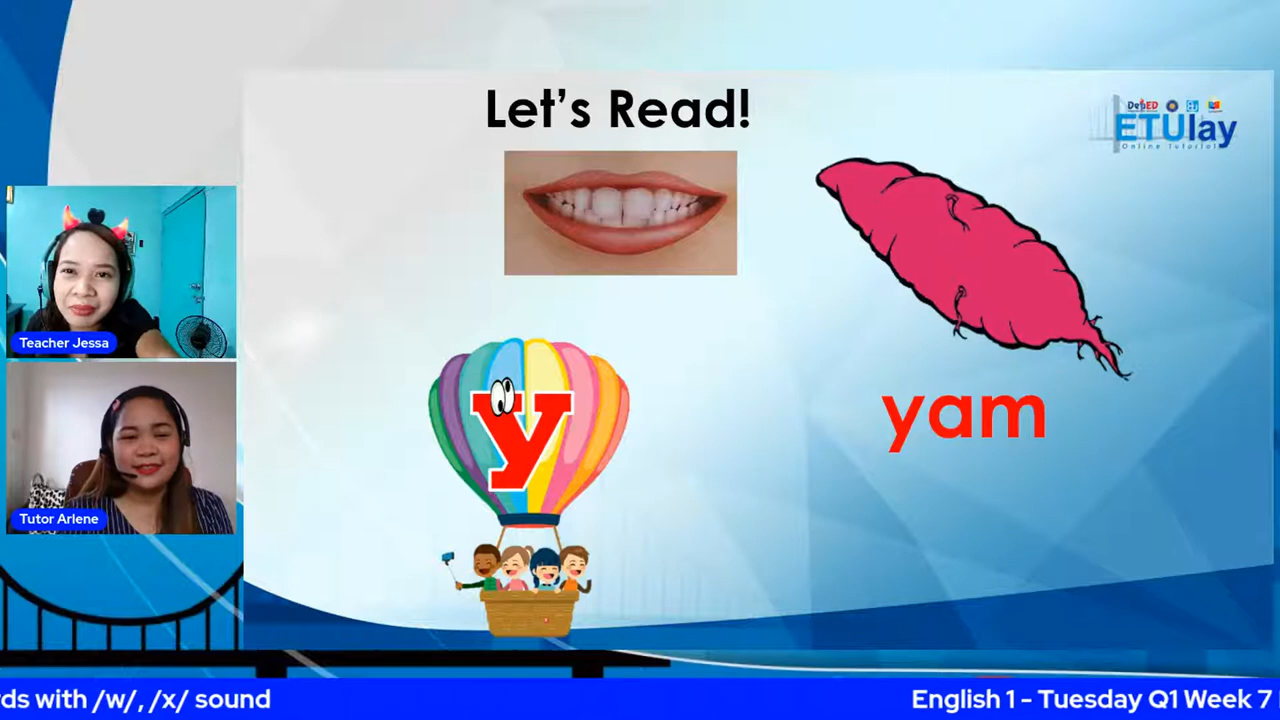 Let's Read!
DepED
ETUlay
Online Tutorial
Teacher Jessa
y
yam
Tutor Arlene
rds with /w/, /x/ sound
English 1 - Tuesday Q1 Week 7